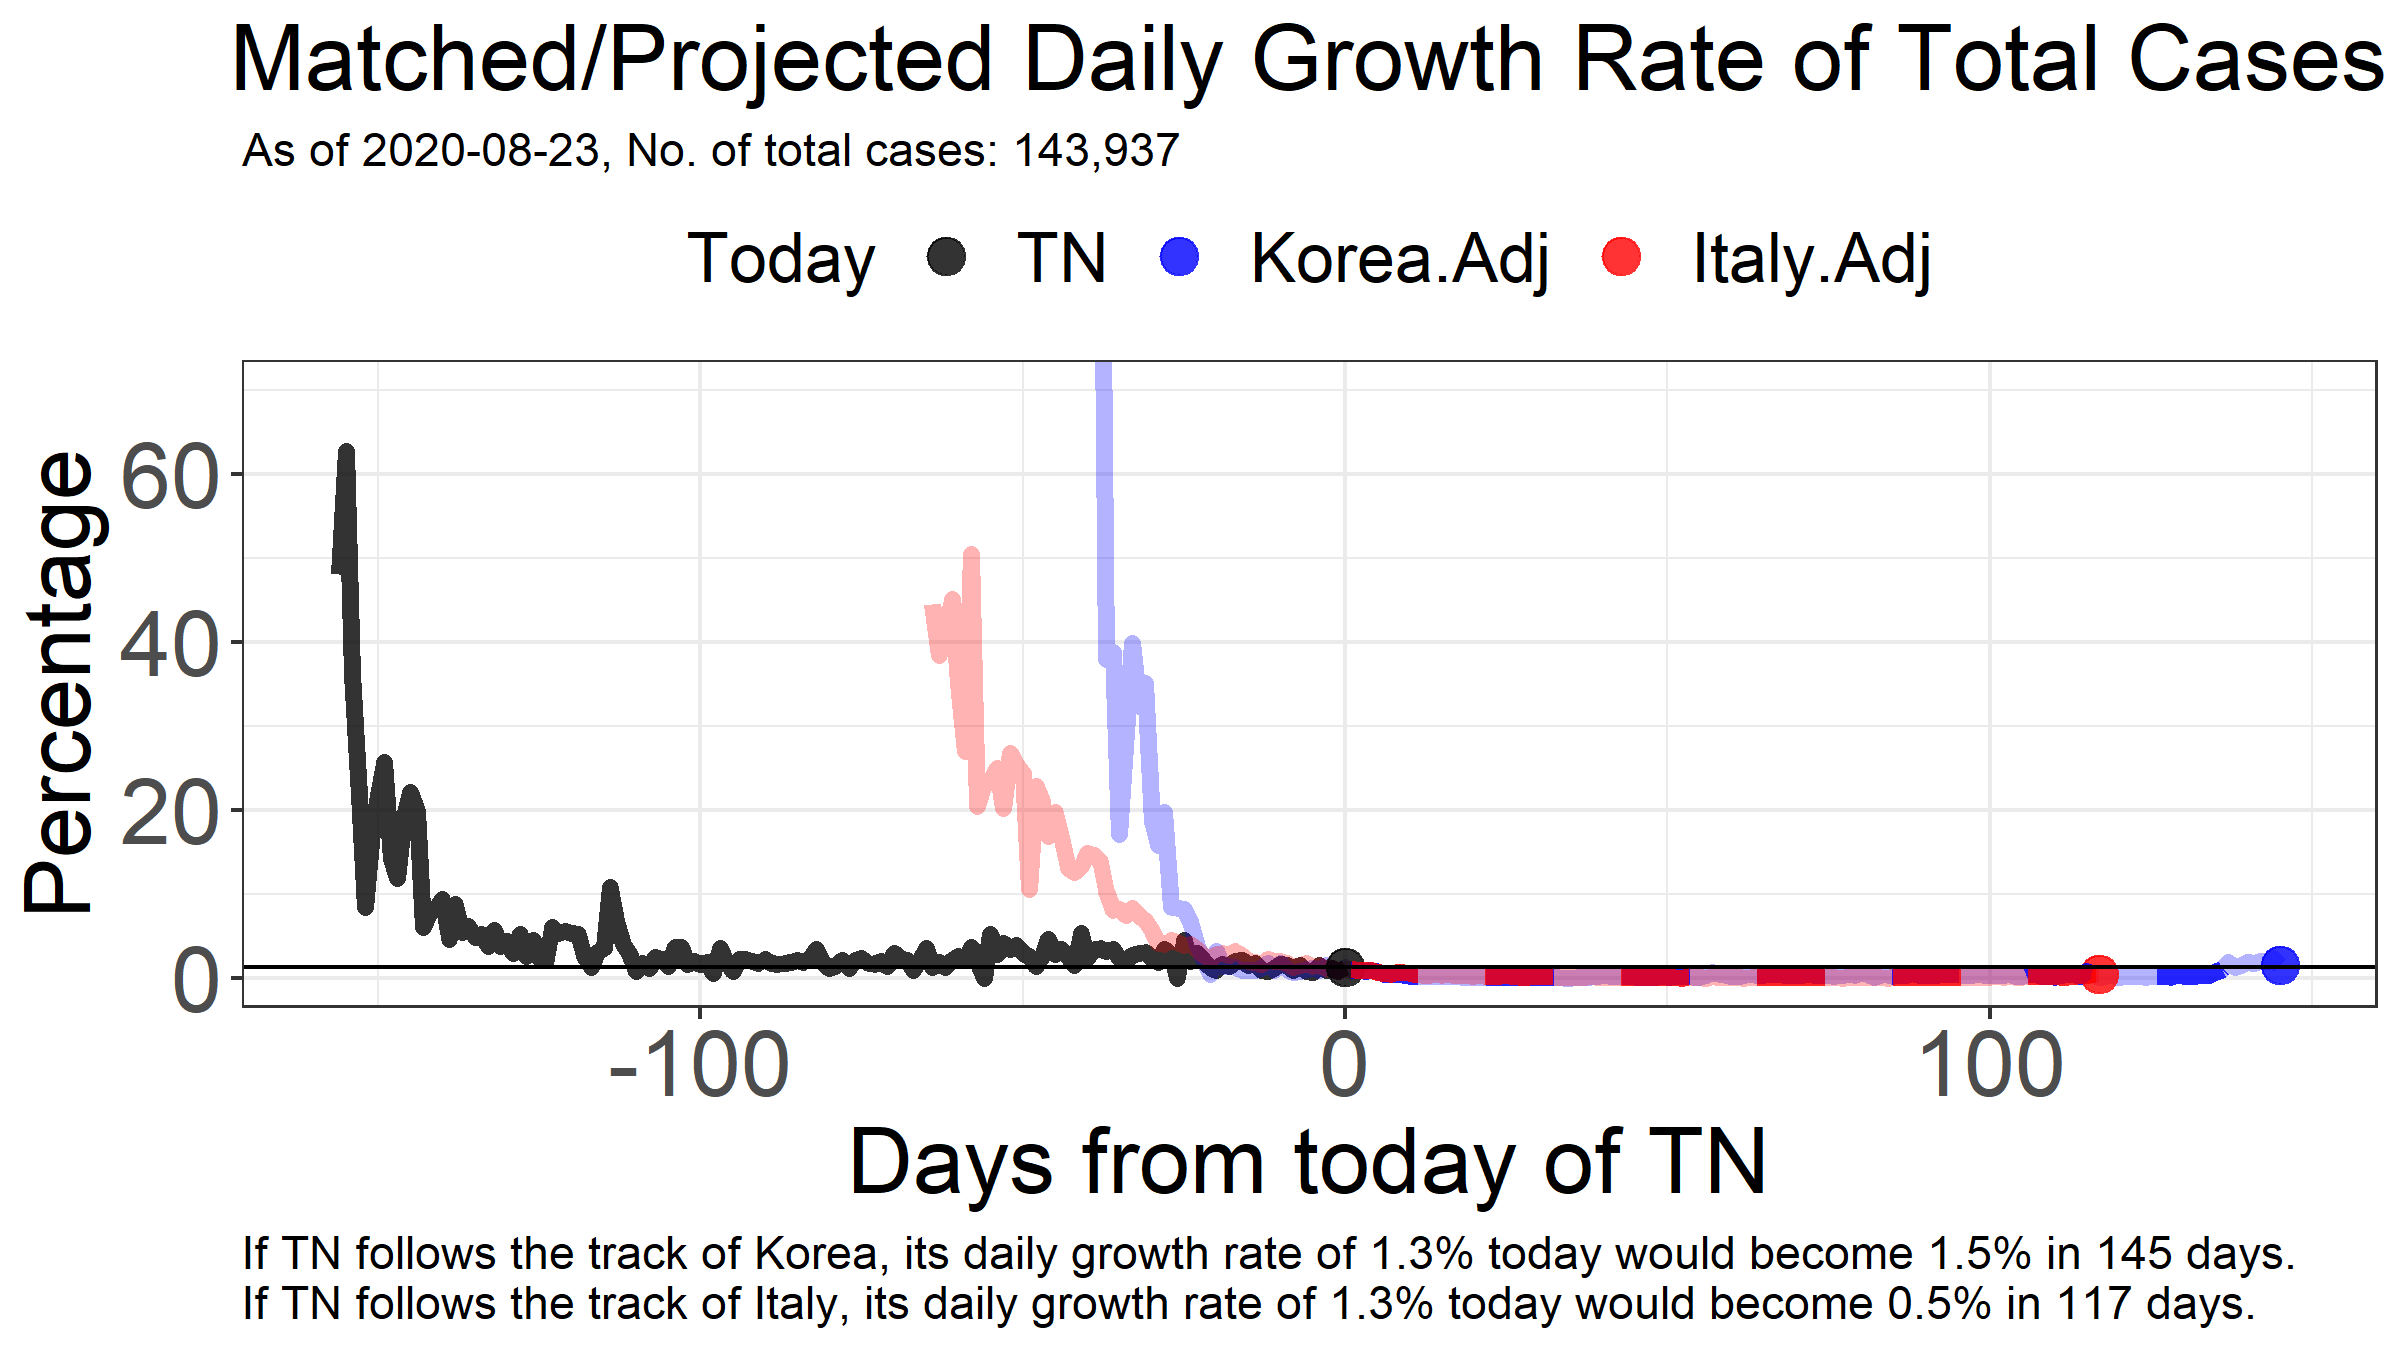 Matched/Projected Daily Growth Rate of Total Cases
As of 2020-08-23, No. of total cases: 143,937
Today TN Korea.Adj Italy.Adj
Percentage
60
40
20
0
-100 0 100
Days from today of TN
If TN follows the track of Korea, its daily growth rate of 1.3% today would become 1.5% in 145 days.
If TN follows the track of Italy, its daily growth rate of 1.3% today would become 0.5% in 117 days.